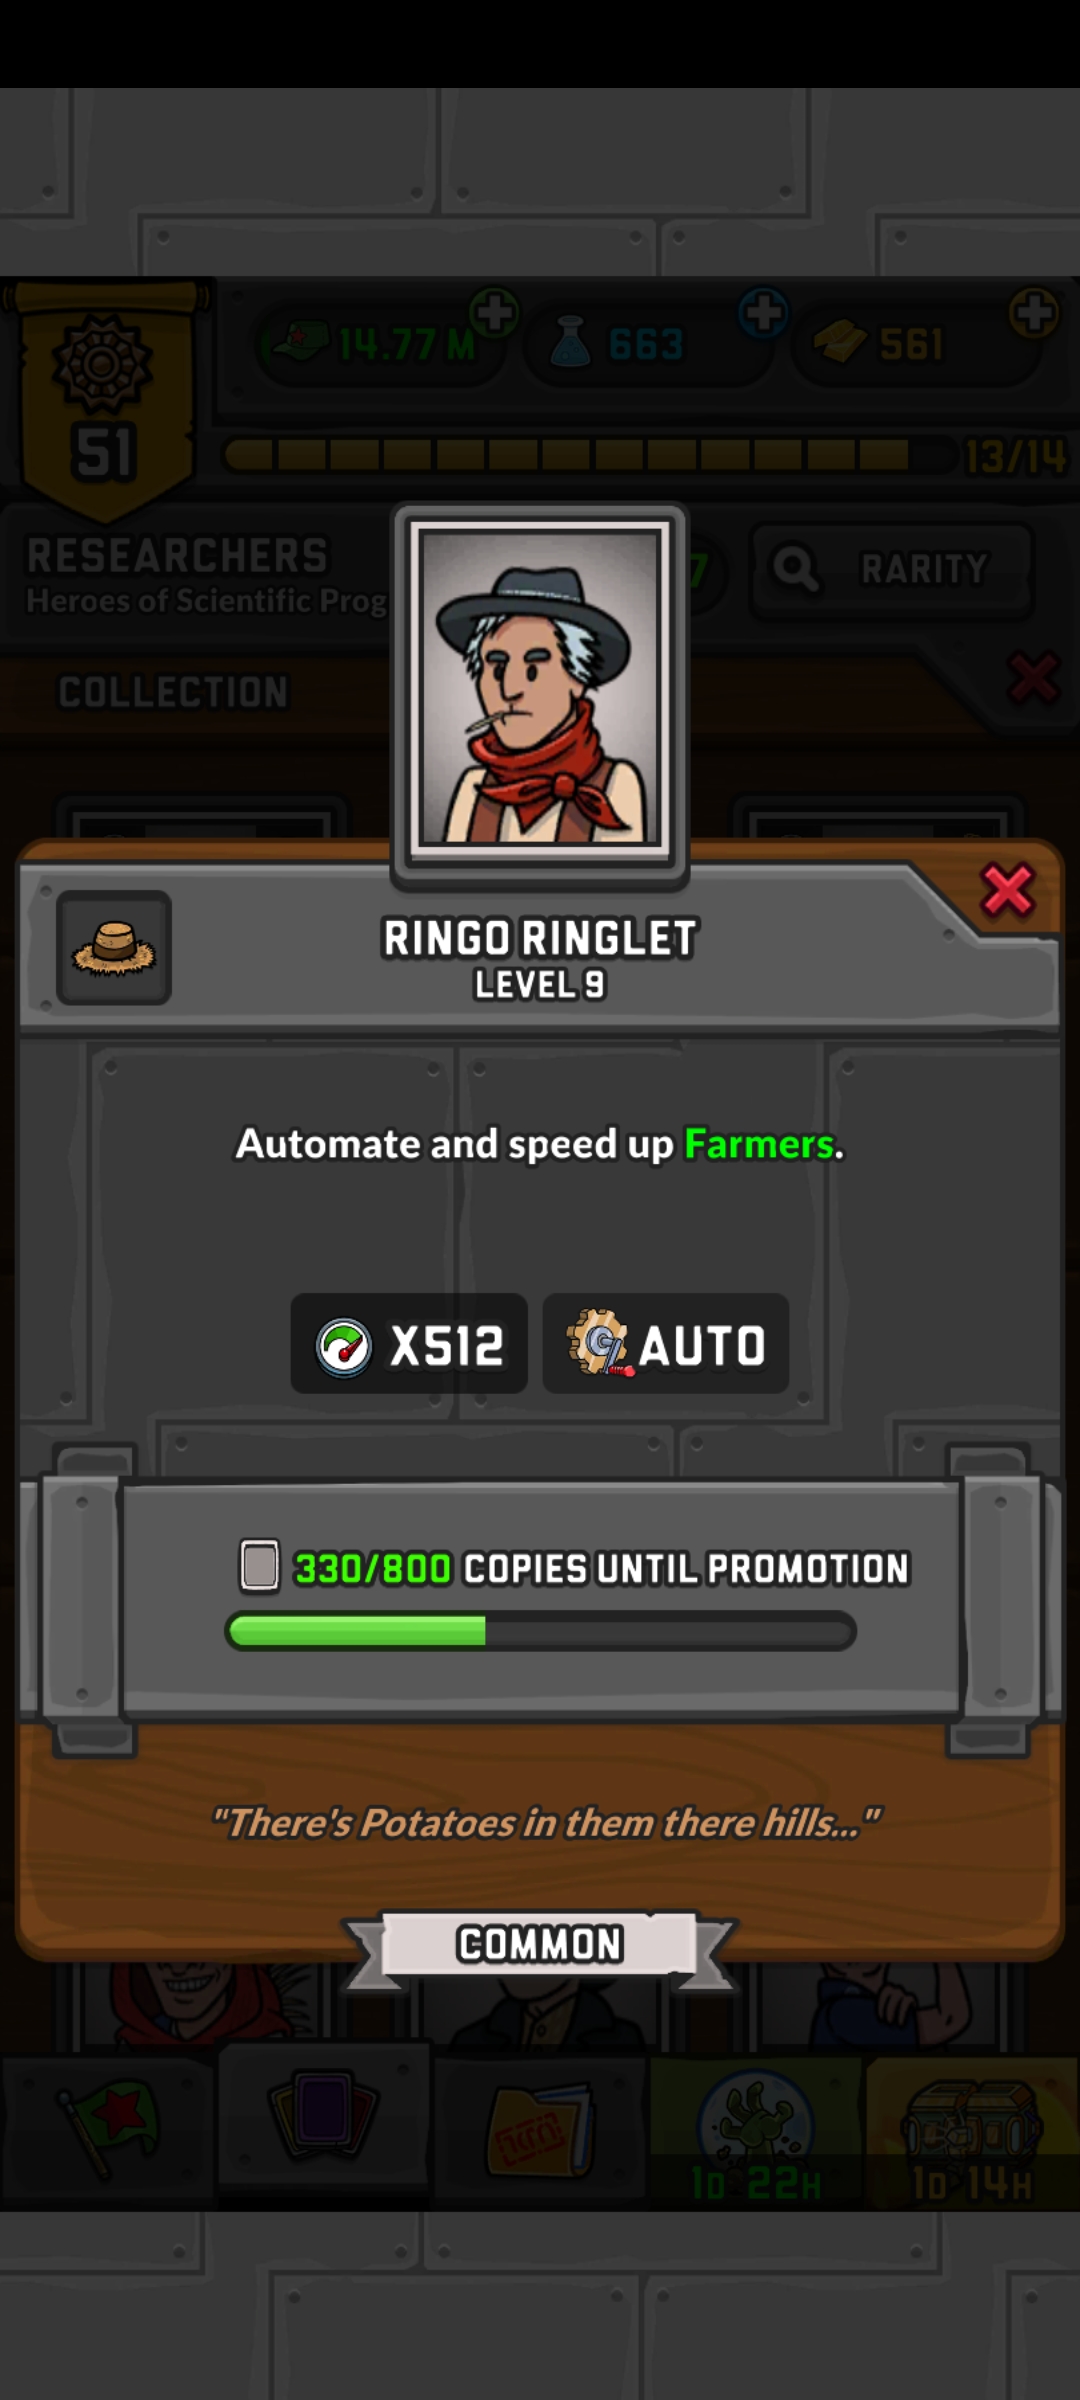 14.77 M
663
561
51
13/14
RESEARCHERS
7
RARITY
Heroes of Scientific Prog
COLLECTION
RINGO RINGLET
LEVEL 9
Automate and speed up Farmers.
X512
AUTO
330/800 COPIES UNTIL PROMOTION
"There's Potatoes in them there hills..."
COMMON
1D 22H
1D 14H